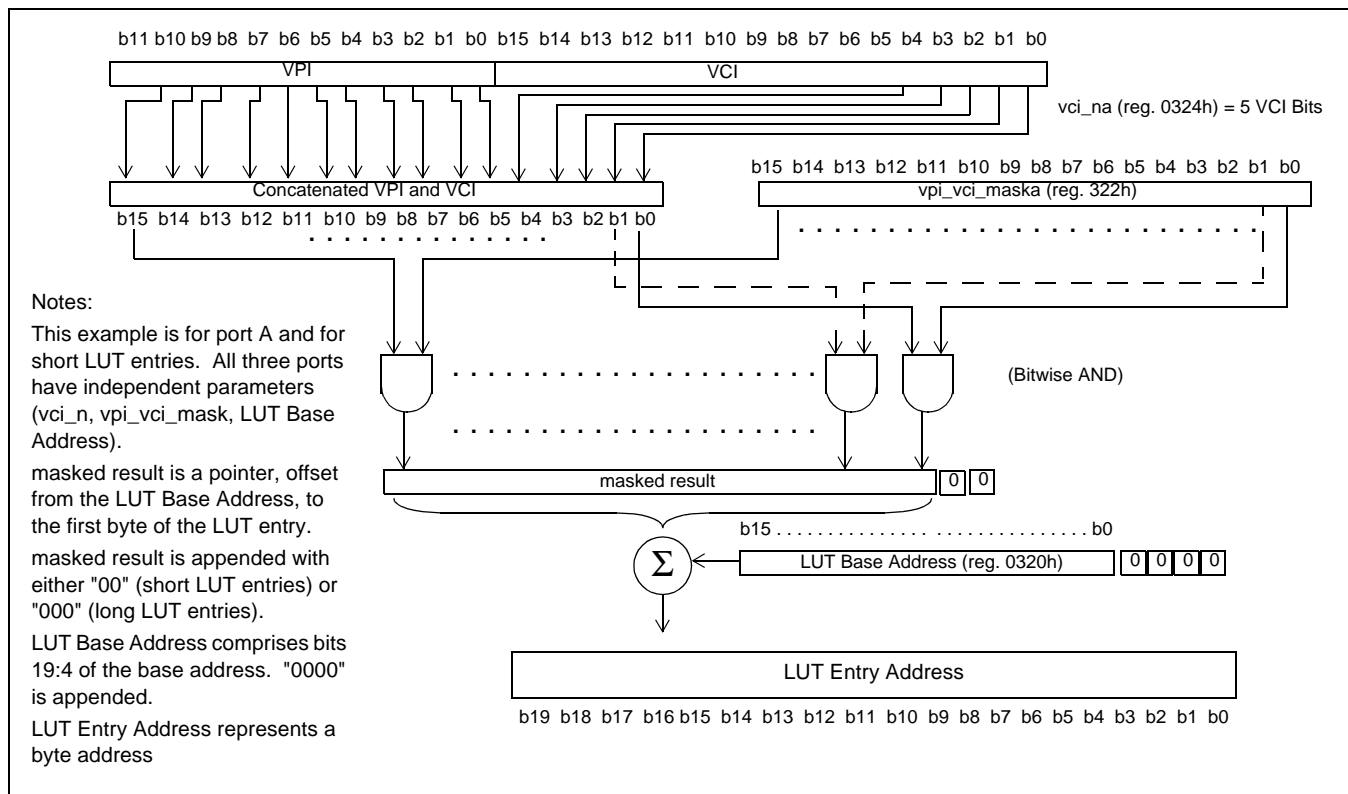 b11 b10 b9 b8 b7 b6 b5 b4 b3 b2 b1 b0 b15 b14 b13 b12 b11 b10 b9 b8 b7 b6 b5 b4 b3 b2 b1 b0
VPI VCI
vci_na (reg. 0324h) = 5 VCI Bits
b15 b14 b13 b12 b11 b10 b9 b8 b7 b6 b5 b4 b3 b2 b1 b0
Concatenated VPI and VCI
vpi_vci_maska (reg. 322h)
b15 b14 b13 b12 b11 b10 b9 b8 b7 b6 b5 b4 b3 b2 b1 b0
Notes:
This example is for port A and for
short LUT entries. All three ports
have independent parameters
(vci_n, vpi_vci_mask, LUT Base
Address).
masked result is a pointer, offset
from the LUT Base Address, to
the first byte of the LUT entry.
masked result is appended with
either "00" (short LUT entries) or
"000" (long LUT entries).
LUT Base Address comprises bits
19:4 of the base address. "0000"
is appended.
LUT Entry Address represents a
byte address
(Bitwise AND)
masked result 0 0
b15 . . . . . . . . . . . . . . . . . . . . . . . . . . . . . . b0
Σ
LUT Base Address (reg. 0320h) 0 0 0 0
LUT Entry Address
b19 b18 b17 b16 b15 b14 b13 b12 b11 b10 b9 b8 b7 b6 b5 b4 b3 b2 b1 b0